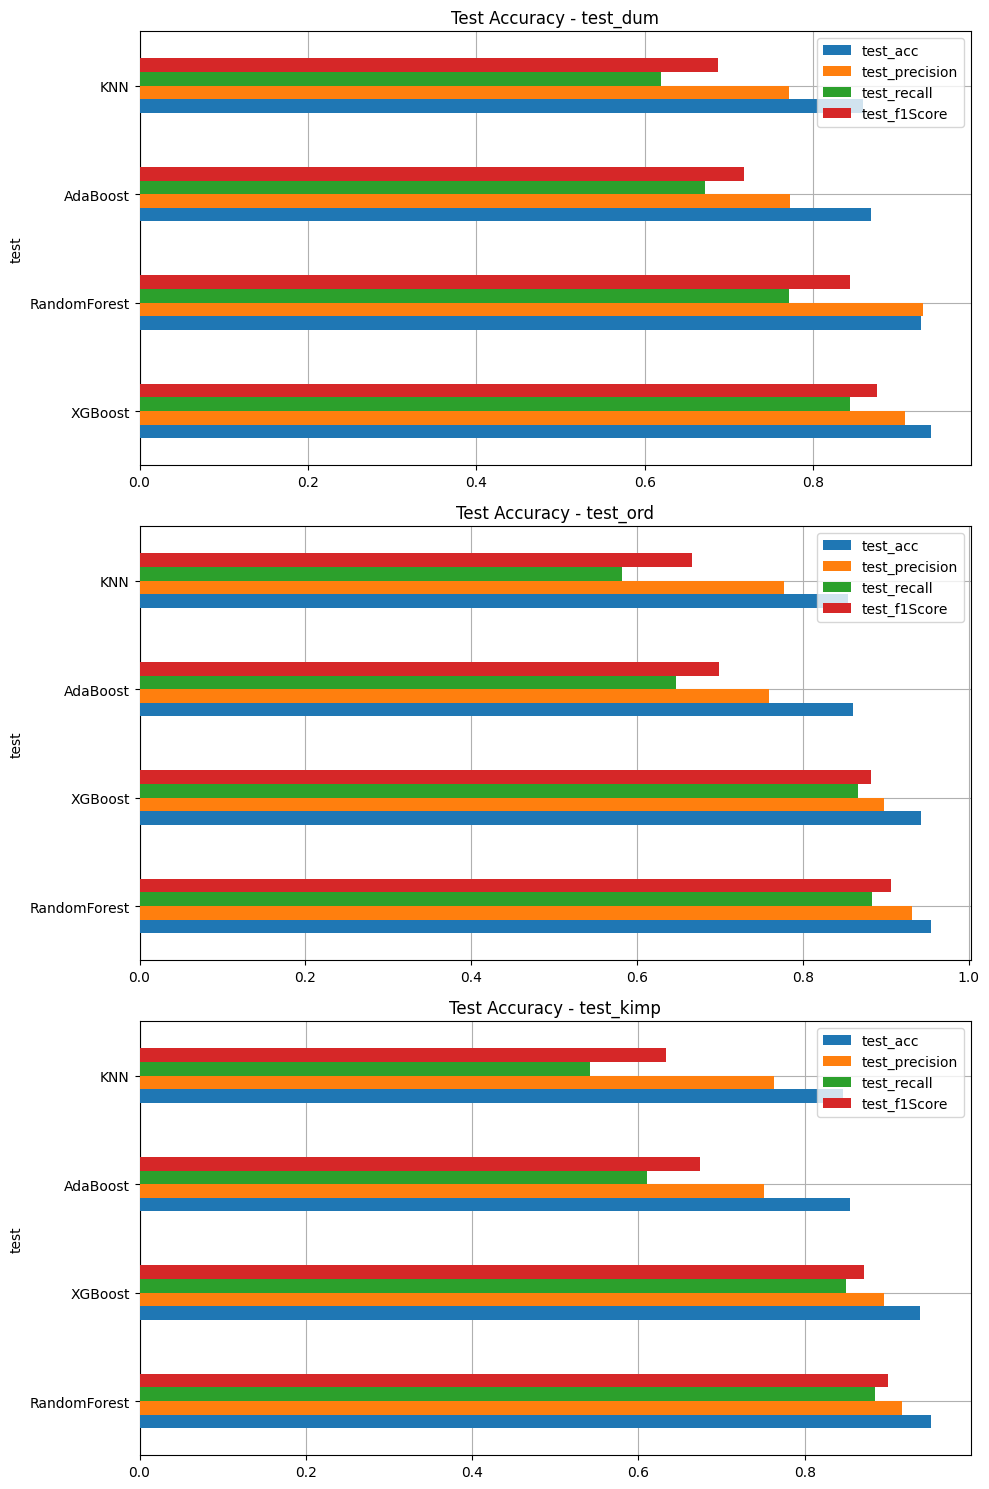 Test Accuracy - test_dum
test_acc
test_precision
test_recall
test_f1Score
KNN
AdaBoost
RandomForest
XGBoost
test
0.0 0.2 0.4 0.6 0.8
Test Accuracy - test_ord
test_acc
test_precision
test_recall
test_f1Score
KNN
AdaBoost
XGBoost
RandomForest
test
0.0 0.2 0.4 0.6 0.8 1.0
Test Accuracy - test_kimp
test_acc
test_precision
test_recall
test_f1Score
KNN
AdaBoost
XGBoost
RandomForest
test
0.0 0.2 0.4 0.6 0.8